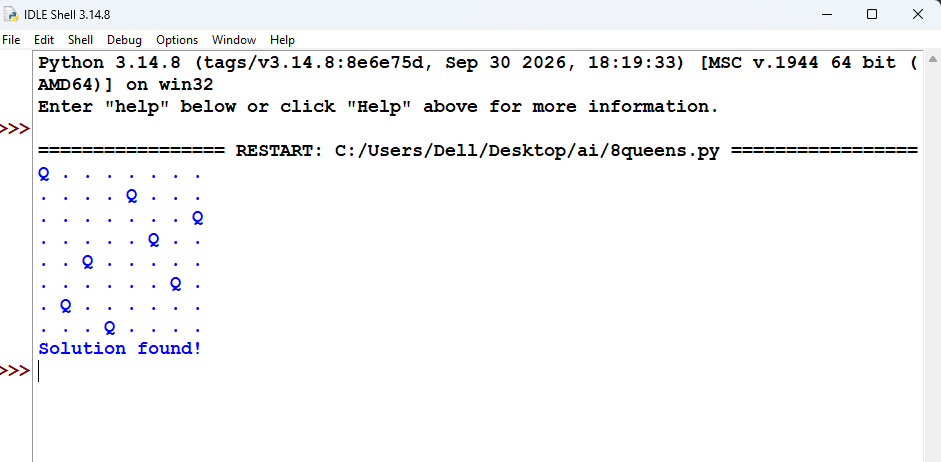 IDLE Shell 3.14.8
File Edit Shell Debug Options Window Help
Python 3.14.8 (tags/v3.14.8:8e6e75d, Sep 30 2026, 18:19:33) [MSC v.1944 64 bit (
AMD64)] on win32
Enter "help" below or click "Help" above for more information.
>>>
================= RESTART: C:/Users/Dell/Desktop/ai/8queens.py =================
Q . . . . . . .
. . . . Q . . .
. . . . . . . Q
. . . . . Q . .
. . Q . . . . .
. . . . . . Q .
. Q . . . . . .
. . . Q . . . .
Solution found!
>>>